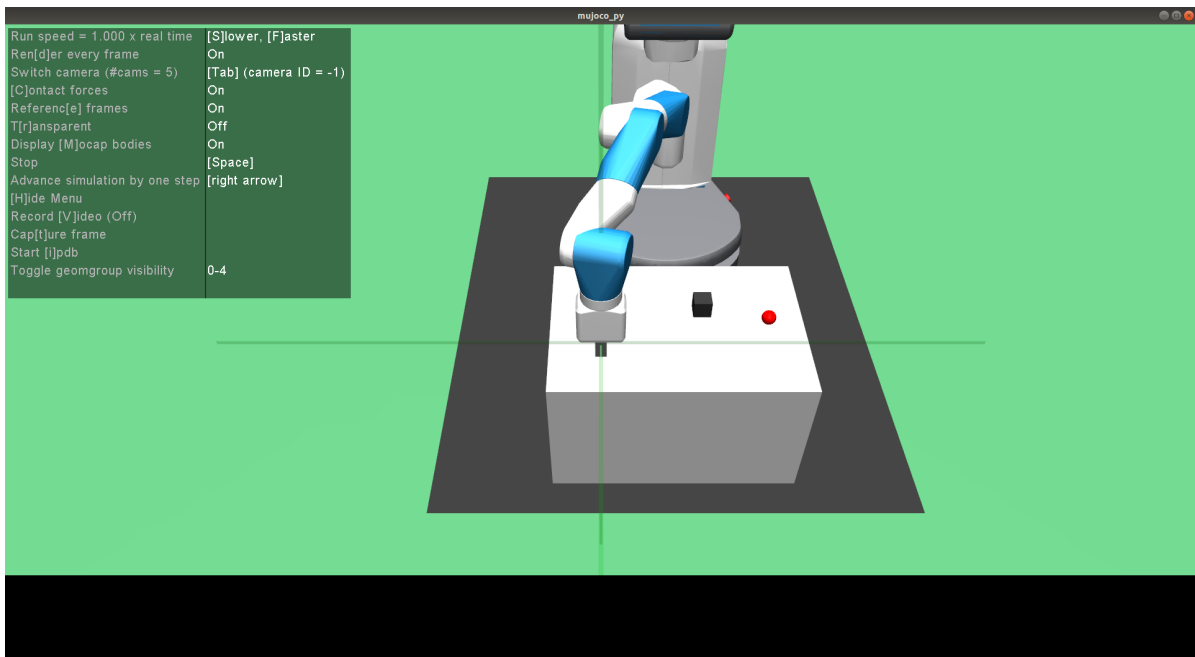 mujoco_py
Run speed = 1.000 x real time [S]lower, [F]aster
Ren[d]er every frame On
Switch camera (#cams = 5) [Tab] (camera ID = -1)
[C]ontact forces On
Referenc[e] frames On
T[r]ansparent Off
Display [M]ocap bodies On
Stop [Space]
Advance simulation by one step [right arrow]
[H]ide Menu
Record [V]ideo (Off)
Cap[t]ure frame
Start [i]pdb
Toggle geomgroup visibility 0-4